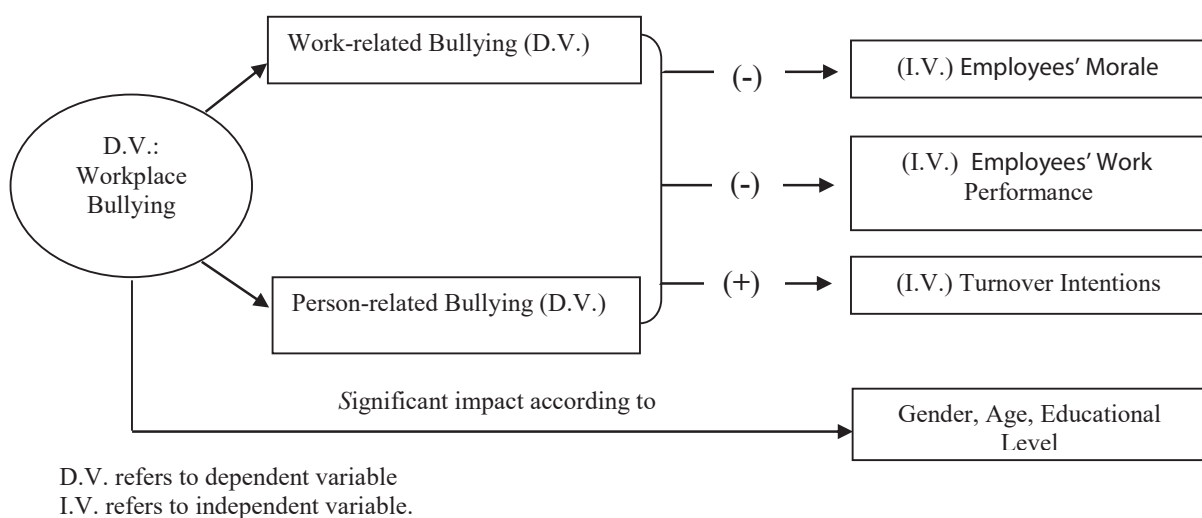 Work-related Bullying (D.V.)
(-)
(I.V.) Employees' Morale
D.V.:
Workplace
Bullying
(-)
(I.V.) Employees' Work
Performance
Person-related Bullying (D.V.)
(+)
(I.V.) Turnover Intentions
Significant impact according to
Gender, Age, Educational
Level
D.V. refers to dependent variable
I.V. refers to independent variable.